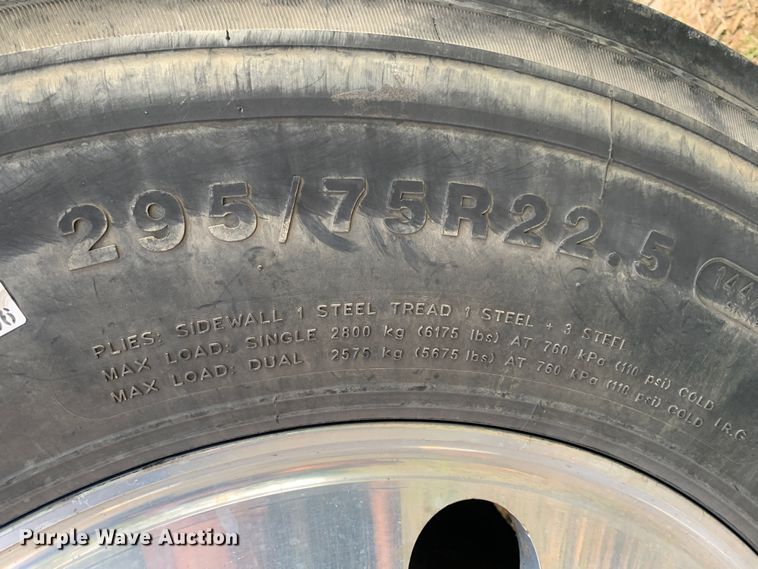 295/75R22.5
144
PLIES: SIDEWALL 1 STEEL TREAD 1 STEEL + 3 STEEL
MAX LOAD: SINGLE 2800 kg (6175 lbs) AT 760 kPa (110 psi) COLD
MAX LOAD: DUAL 2575 kg (5675 lbs) AT 760 kPa (110 psi) COLD I.R.G
Purple Wave Auction